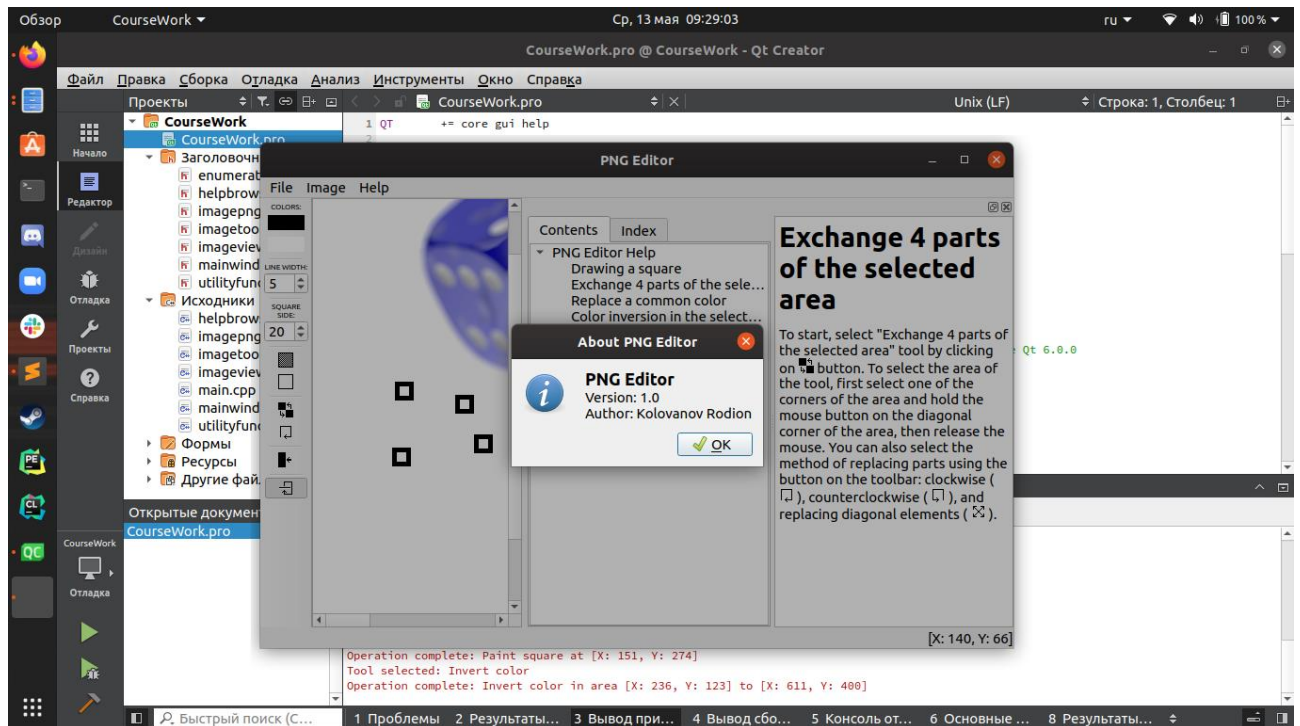 Обзор CourseWork Ср, 13 мая 09:29:03 ru 100 %
CourseWork.pro @ CourseWork - Qt Creator
Файл Правка Сборка Отладка Анализ Инструменты Окно Справка
Проекты CourseWork.pro Unix (LF) Строка: 1, Столбец: 1
Начало
Редактор
Дизайн
Отладка
Проекты
Справка
CourseWork
Отладка
CourseWork
CourseWork.pro
Заголовочн
enumerat
helpbrow
imagepng
imagetoo
imageview
mainwind
utilityfun
Исходники
helpbrow
imagepng
imagetoo
imageview
main.cpp
mainwind
utilityfun
Формы
Ресурсы
Другие фай
Открытые докумен
CourseWork.pro
1 QT += core gui help
2
Qt 6.0.0
PNG Editor
File Image Help
COLORS:
LINE WIDTH:
5
SQUARE SIDE:
20
Contents Index
PNG Editor Help
Drawing a square
Exchange 4 parts of the sele...
Replace a common color
Color inversion in the select...
Exchange 4 parts
of the selected
area
To start, select "Exchange 4 parts of
the selected area" tool by clicking
on button. To select the area of
the tool, first select one of the
corners of the area and hold the
mouse button on the diagonal
corner of the area, then release the
mouse. You can also select the
method of replacing parts using the
button on the toolbar: clockwise (
), counterclockwise ( ), and
replacing diagonal elements ( ).
[X: 140, Y: 66]
About PNG Editor
PNG Editor
Version: 1.0
Author: Kolovanov Rodion
OK
Operation complete: Paint square at [X: 151, Y: 274]
Tool selected: Invert color
Operation complete: Invert color in area [X: 236, Y: 123] to [X: 611, Y: 400]
Быстрый поиск (С... 1 Проблемы 2 Результаты... 3 Вывод при... 4 Вывод сбо... 5 Консоль от... 6 Основные ... 8 Результаты...